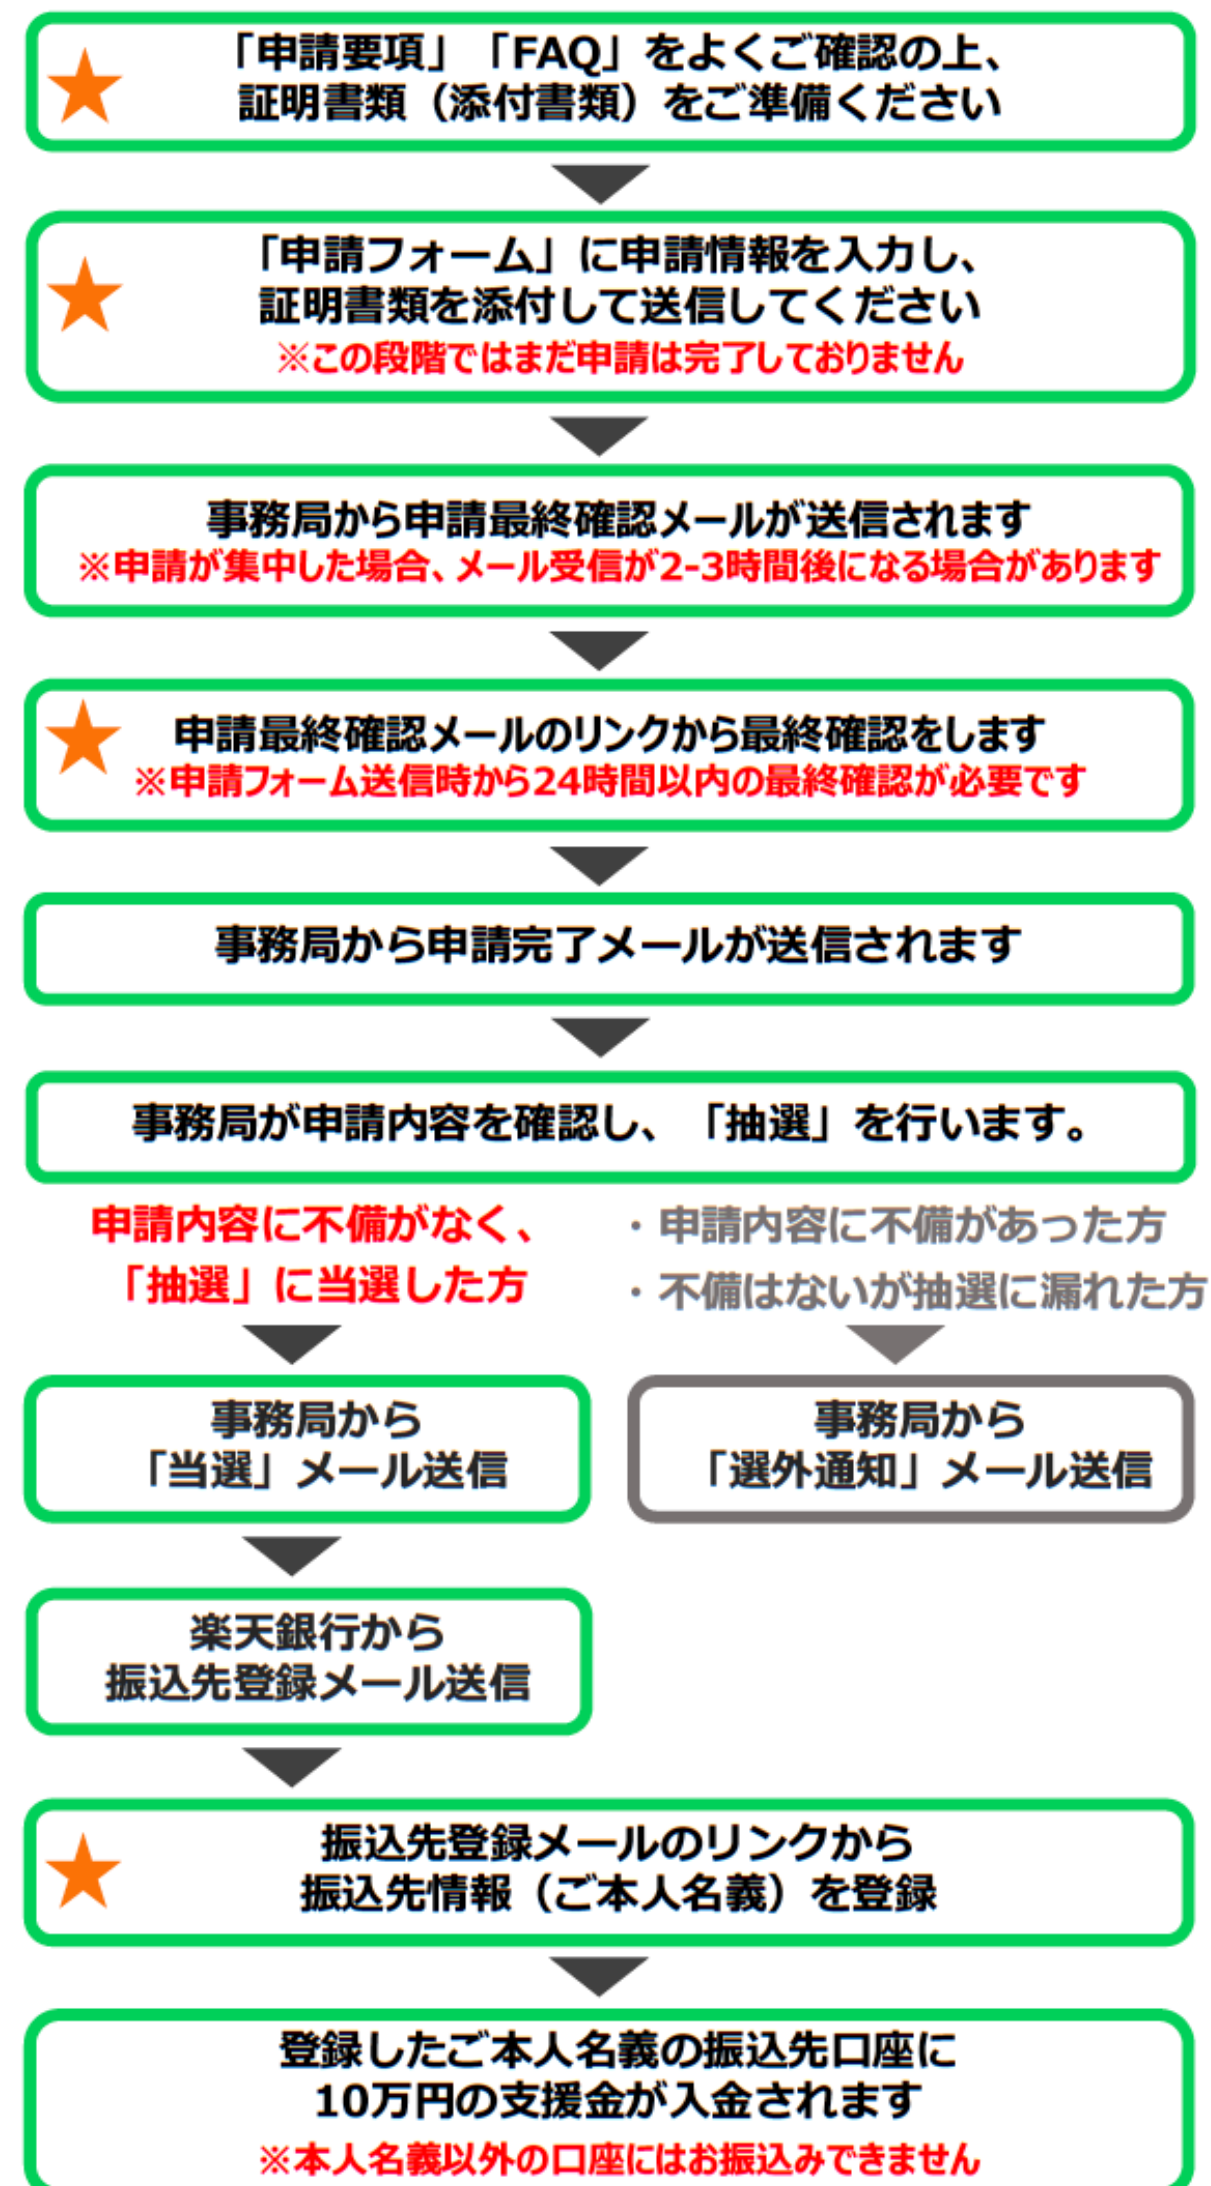 「申請要項」「FAQ」をよくご確認の上、
証明書類（添付書類）をご準備ください
「申請フォーム」に申請情報を入力し、
証明書類を添付して送信してください
※この段階ではまだ申請は完了しておりません
事務局から申請最終確認メールが送信されます
※申請が集中した場合、メール受信が2-3時間後になる場合があります
申請最終確認メールのリンクから最終確認をします
※申請フォーム送信時から24時間以内の最終確認が必要です
事務局から申請完了メールが送信されます
事務局が申請内容を確認し、「抽選」を行います。
申請内容に不備がなく、
「抽選」に当選した方
・申請内容に不備があった方
・不備はないが抽選に漏れた方
事務局から
「当選」メール送信
事務局から
「選外通知」メール送信
楽天銀行から
振込先登録メール送信
振込先登録メールのリンクから
振込先情報（ご本人名義）を登録
登録したご本人名義の振込先口座に
10万円の支援金が入金されます
※本人名義以外の口座にはお振込みできません